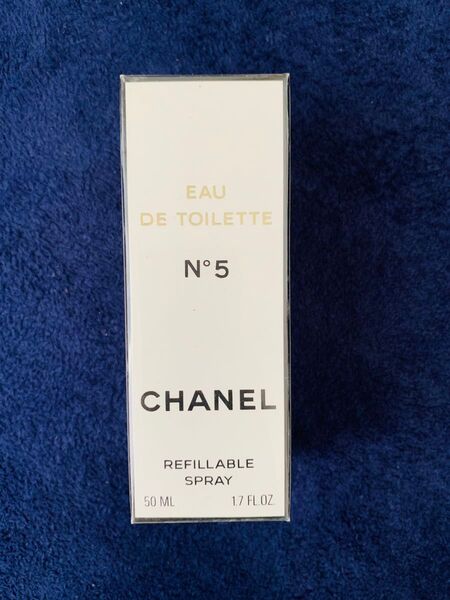 EAU
DE TOILETTE
N°5
CHANEL
REFILLABLE
SPRAY
50 ML 1.7 FL.OZ.